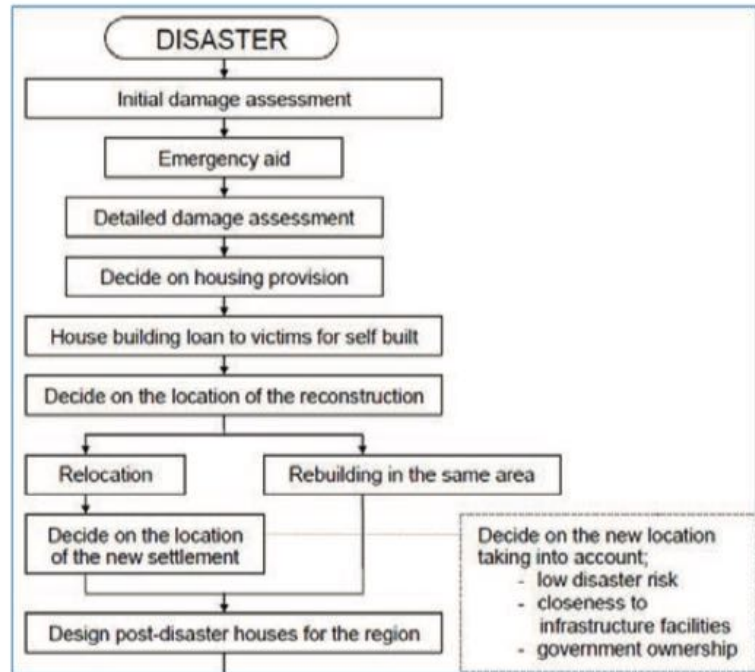 DISASTER
Initial damage assessment
Emergency aid
Detailed damage assessment
Decide on housing provision
House building loan to victims for self built
Decide on the location of the reconstruction
Relocation
Rebuilding in the same area
Decide on the location
of the new settlement
Decide on the new location
taking into account;
- low disaster risk
- closeness to
infrastructure facilities
- government ownership
Design post-disaster houses for the region